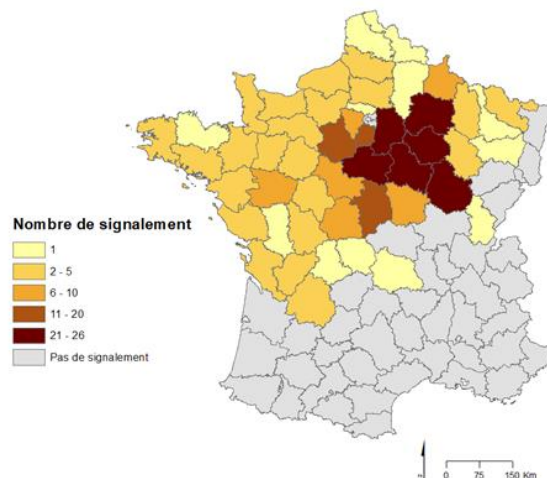 Nombre de signalement
1
2 - 5
6 - 10
11 - 20
21 - 26
Pas de signalement
0 75 150 Km